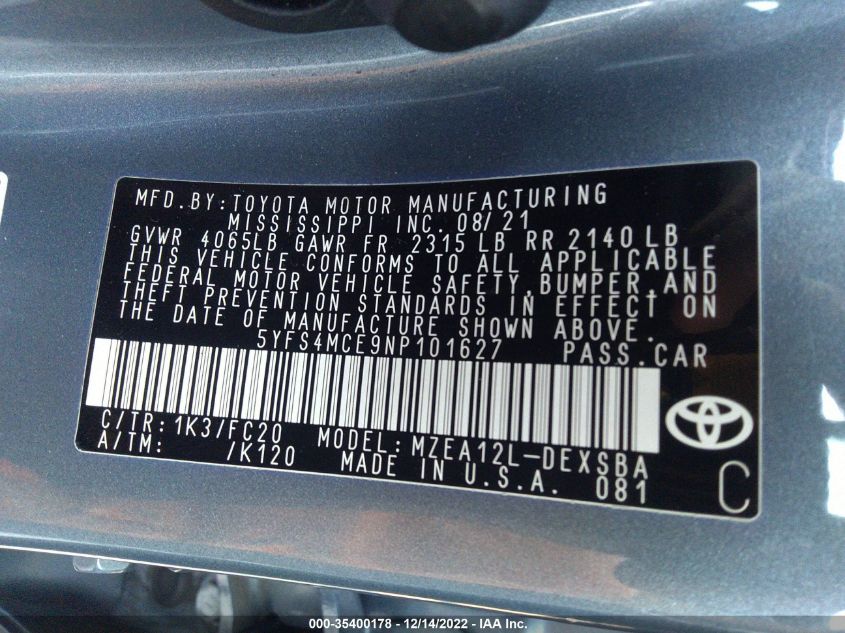 MFD.BY:TOYOTA MOTOR MANUFACTURING
MISSISSIPPI INC. 08/21
GVWR 4065LB GAWR FR 2315 LB RR 2140 LB
THIS VEHICLE CONFORMS TO ALL APPLICABLE
FEDERAL MOTOR VEHICLE SAFETY,BUMPER,AND
THEFT PREVENTION STANDARDS IN EFFECT ON
THE DATE OF MANUFACTURE SHOWN ABOVE.
5YFS4MCE9NP101627 PASS.CAR
C/TR: 1K3/FC20 MODEL: MZEA12L-DEXSBA
A/TM: /K120 MADE IN U.S.A. 081
C
000-35400178 - 12/14/2022 - IAA Inc.